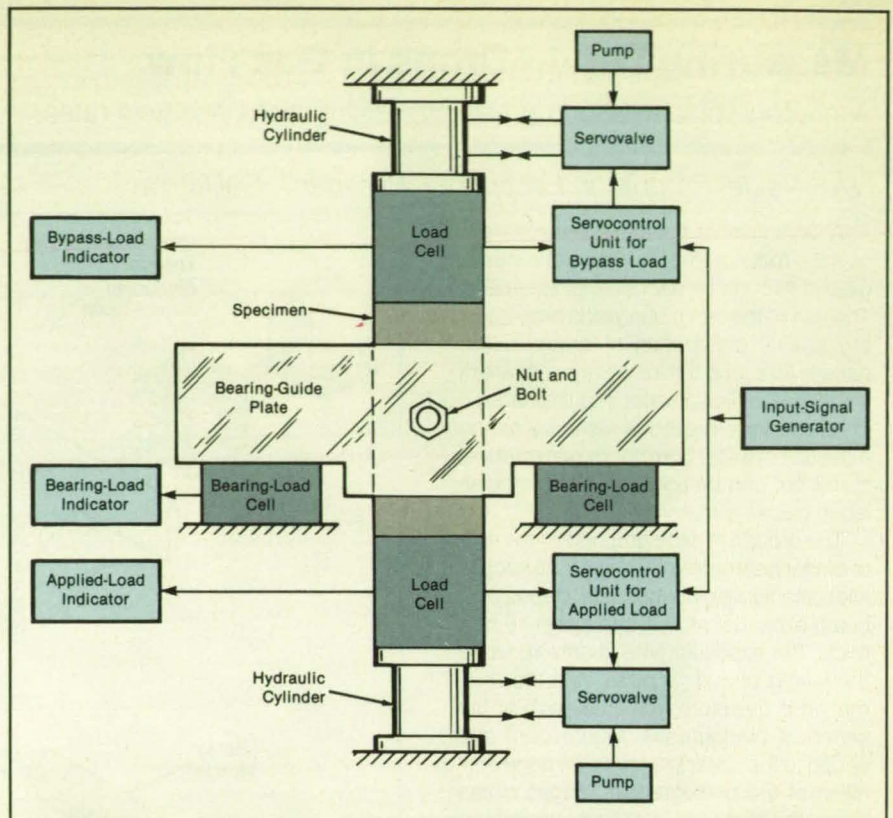 Pump
Hydraulic
Cylinder
Servovalve
Bypass-Load
Indicator
Load
Cell
Servocontrol
Unit for
Bypass Load
Specimen
Bearing-Guide
Plate
Nut and
Bolt
Input-Signal
Generator
Bearing-Load
Indicator
Bearing-Load
Cell
Bearing-Load
Cell
Applied-Load
Indicator
Load
Cell
Servocontrol
Unit for
Applied Load
Hydraulic
Cylinder
Servovalve
Pump